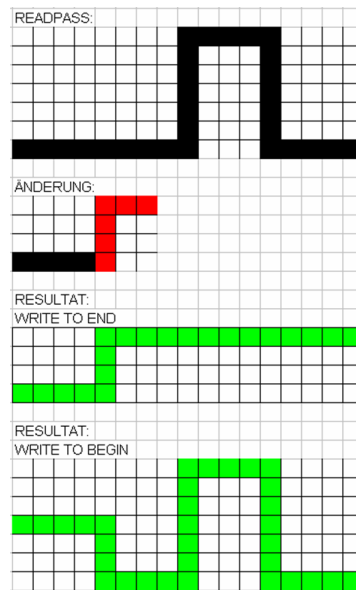 READPASS:
ÄNDERUNG:
RESULTAT:
WRITE TO END
RESULTAT:
WRITE TO BEGIN